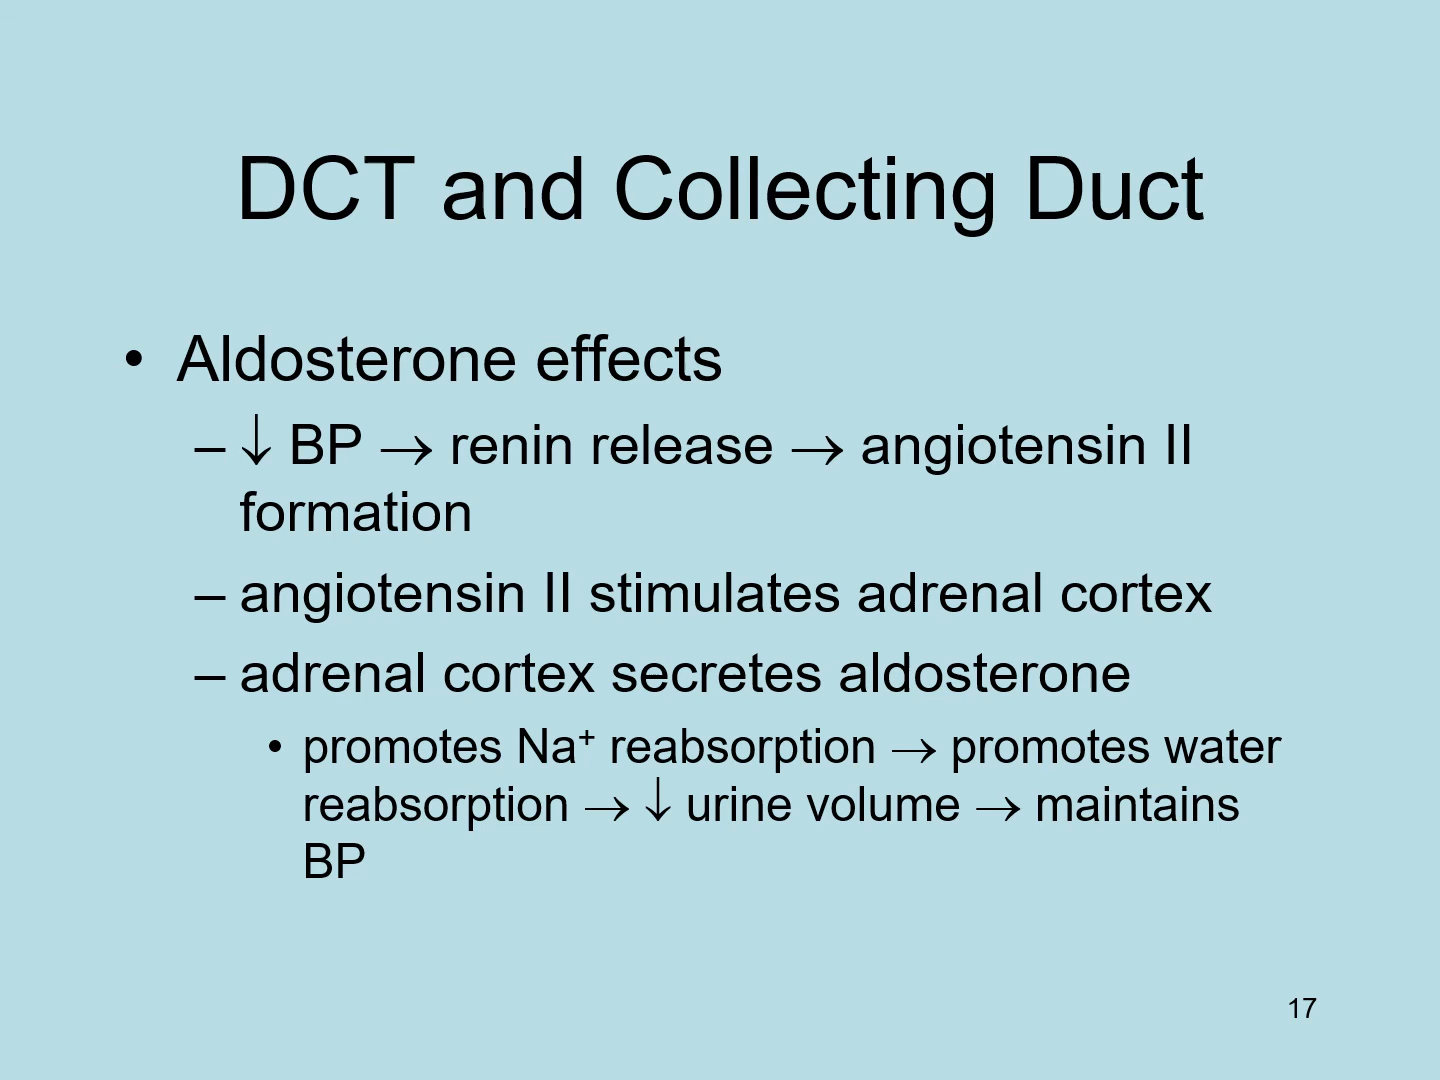 DCT and Collecting Duct
• Aldosterone effects
– ↓ BP → renin release → angiotensin II
formation
– angiotensin II stimulates adrenal cortex
– adrenal cortex secretes aldosterone
• promotes Na⁺ reabsorption → promotes water
reabsorption → ↓ urine volume → maintains
BP
17